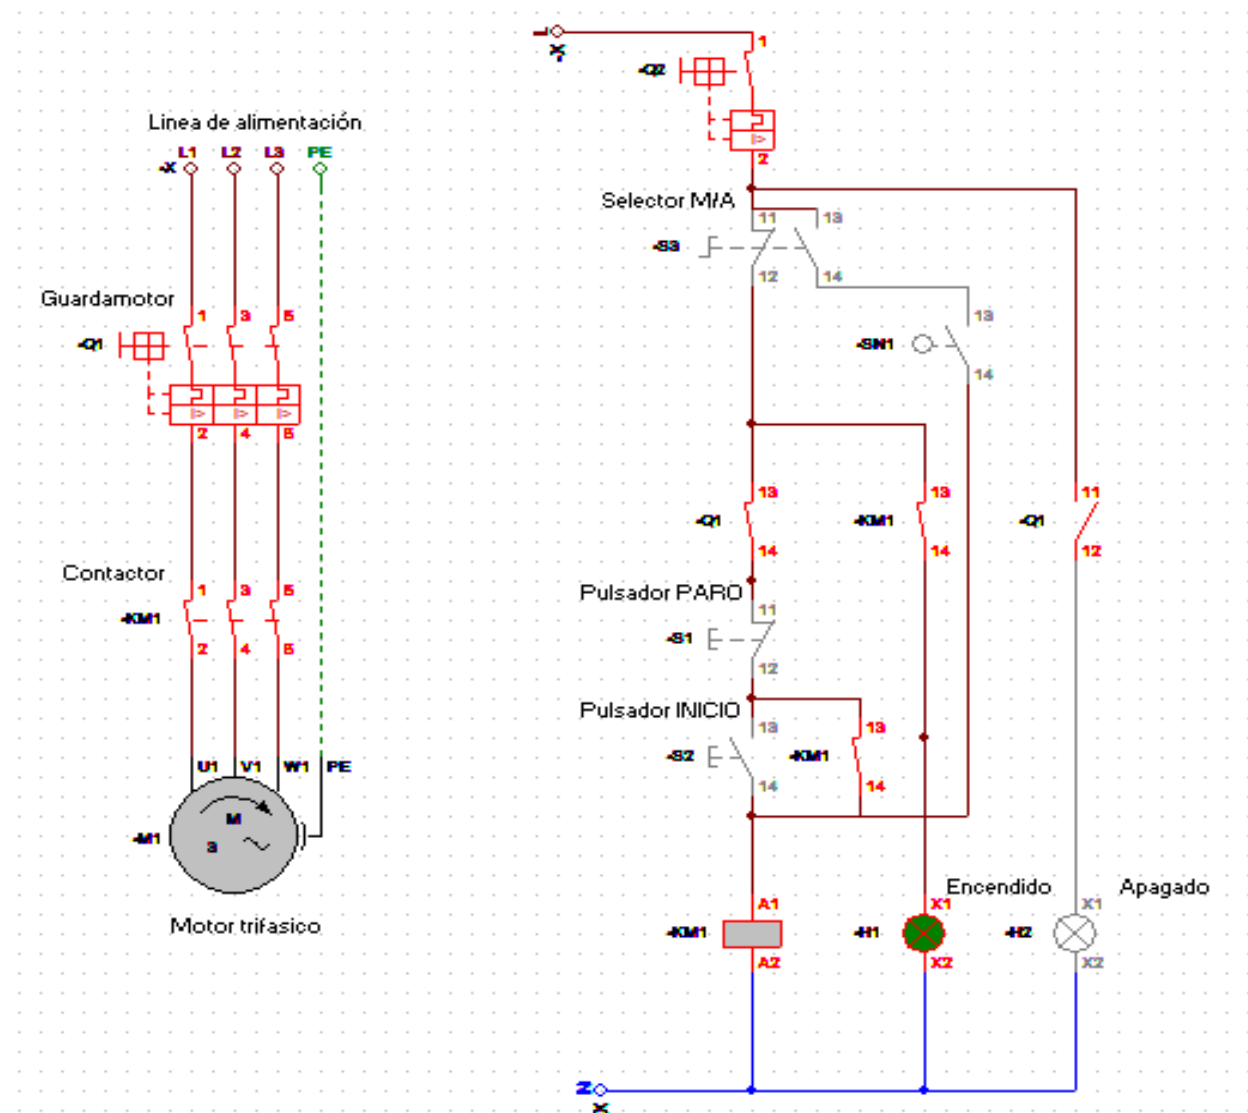 Linea de alimentación
L1 L2 L3 PE
-X
Guardamotor
1 3 5
-Q1
2 4 6
Contactor
1 3 5
-KM1
2 4 6
U1 V1 W1 PE
M
3
-M1
Motor trifasico
L
-X
1
-Q2
2
Selector M/A
11 13
-S3
12 14
13
-SN1
14
13 13 11
-Q1 -KM1 -Q1
14 14 12
Pulsador PARO
11
-S1
12
Pulsador INICIO
13 13
-S2 -KM1
14 14
Encendido Apagado
A1 X1 X1
-KM1 -H1 -H2
A2 X2 X2
N
X